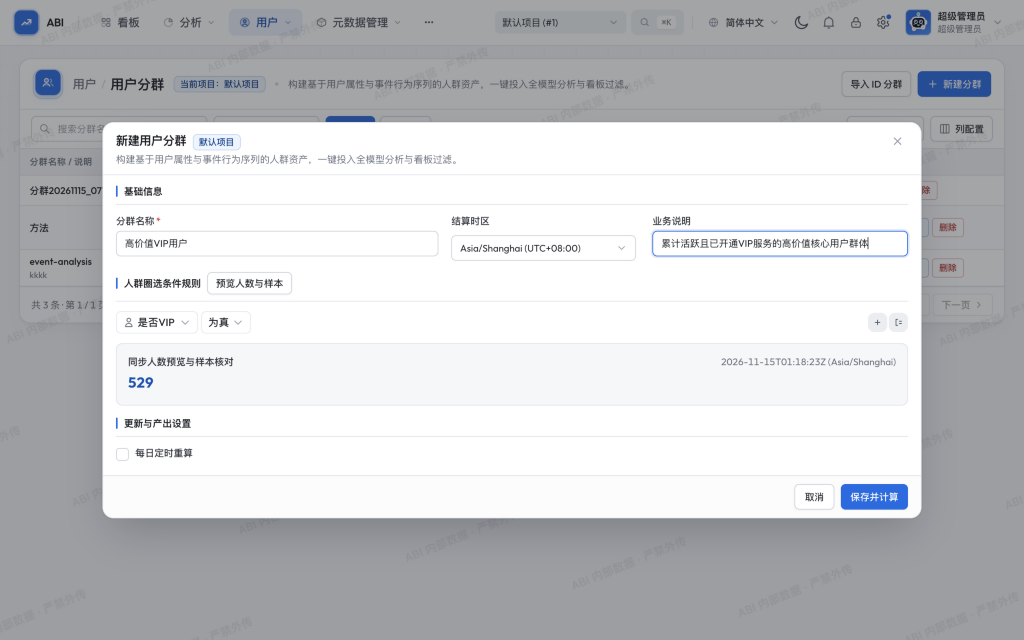 ABI
看板
分析
用户
元数据管理
···
默认项目 (#1)
⌘K
简体中文
超级管理员
超级管理员
用户 / 用户分群
当前项目：默认项目
构建基于用户属性与事件行为序列的人群资产，一键投入全模型分析与看板过滤。
导入 ID 分群
+ 新建分群
搜索分群名
列配置
分群名称 / 说明
分群20261115_07
除
方法
删除
event-analysis
kkkk
删除
共 3 条 · 第 1 / 1 页
下一页
新建用户分群
默认项目
构建基于用户属性与事件行为序列的人群资产，一键投入全模型分析与看板过滤。
基础信息
分群名称 *
结算时区
业务说明
高价值VIP用户
Asia/Shanghai (UTC+08:00)
累计活跃且已开通VIP服务的高价值核心用户群体
人群圈选条件规则
预览人数与样本
是否VIP
为真
同步人数预览与样本核对
2026-11-15T01:18:23Z (Asia/Shanghai)
529
更新与产出设置
每日定时重算
取消
保存并计算
ABI 内部数据 · 严禁外传